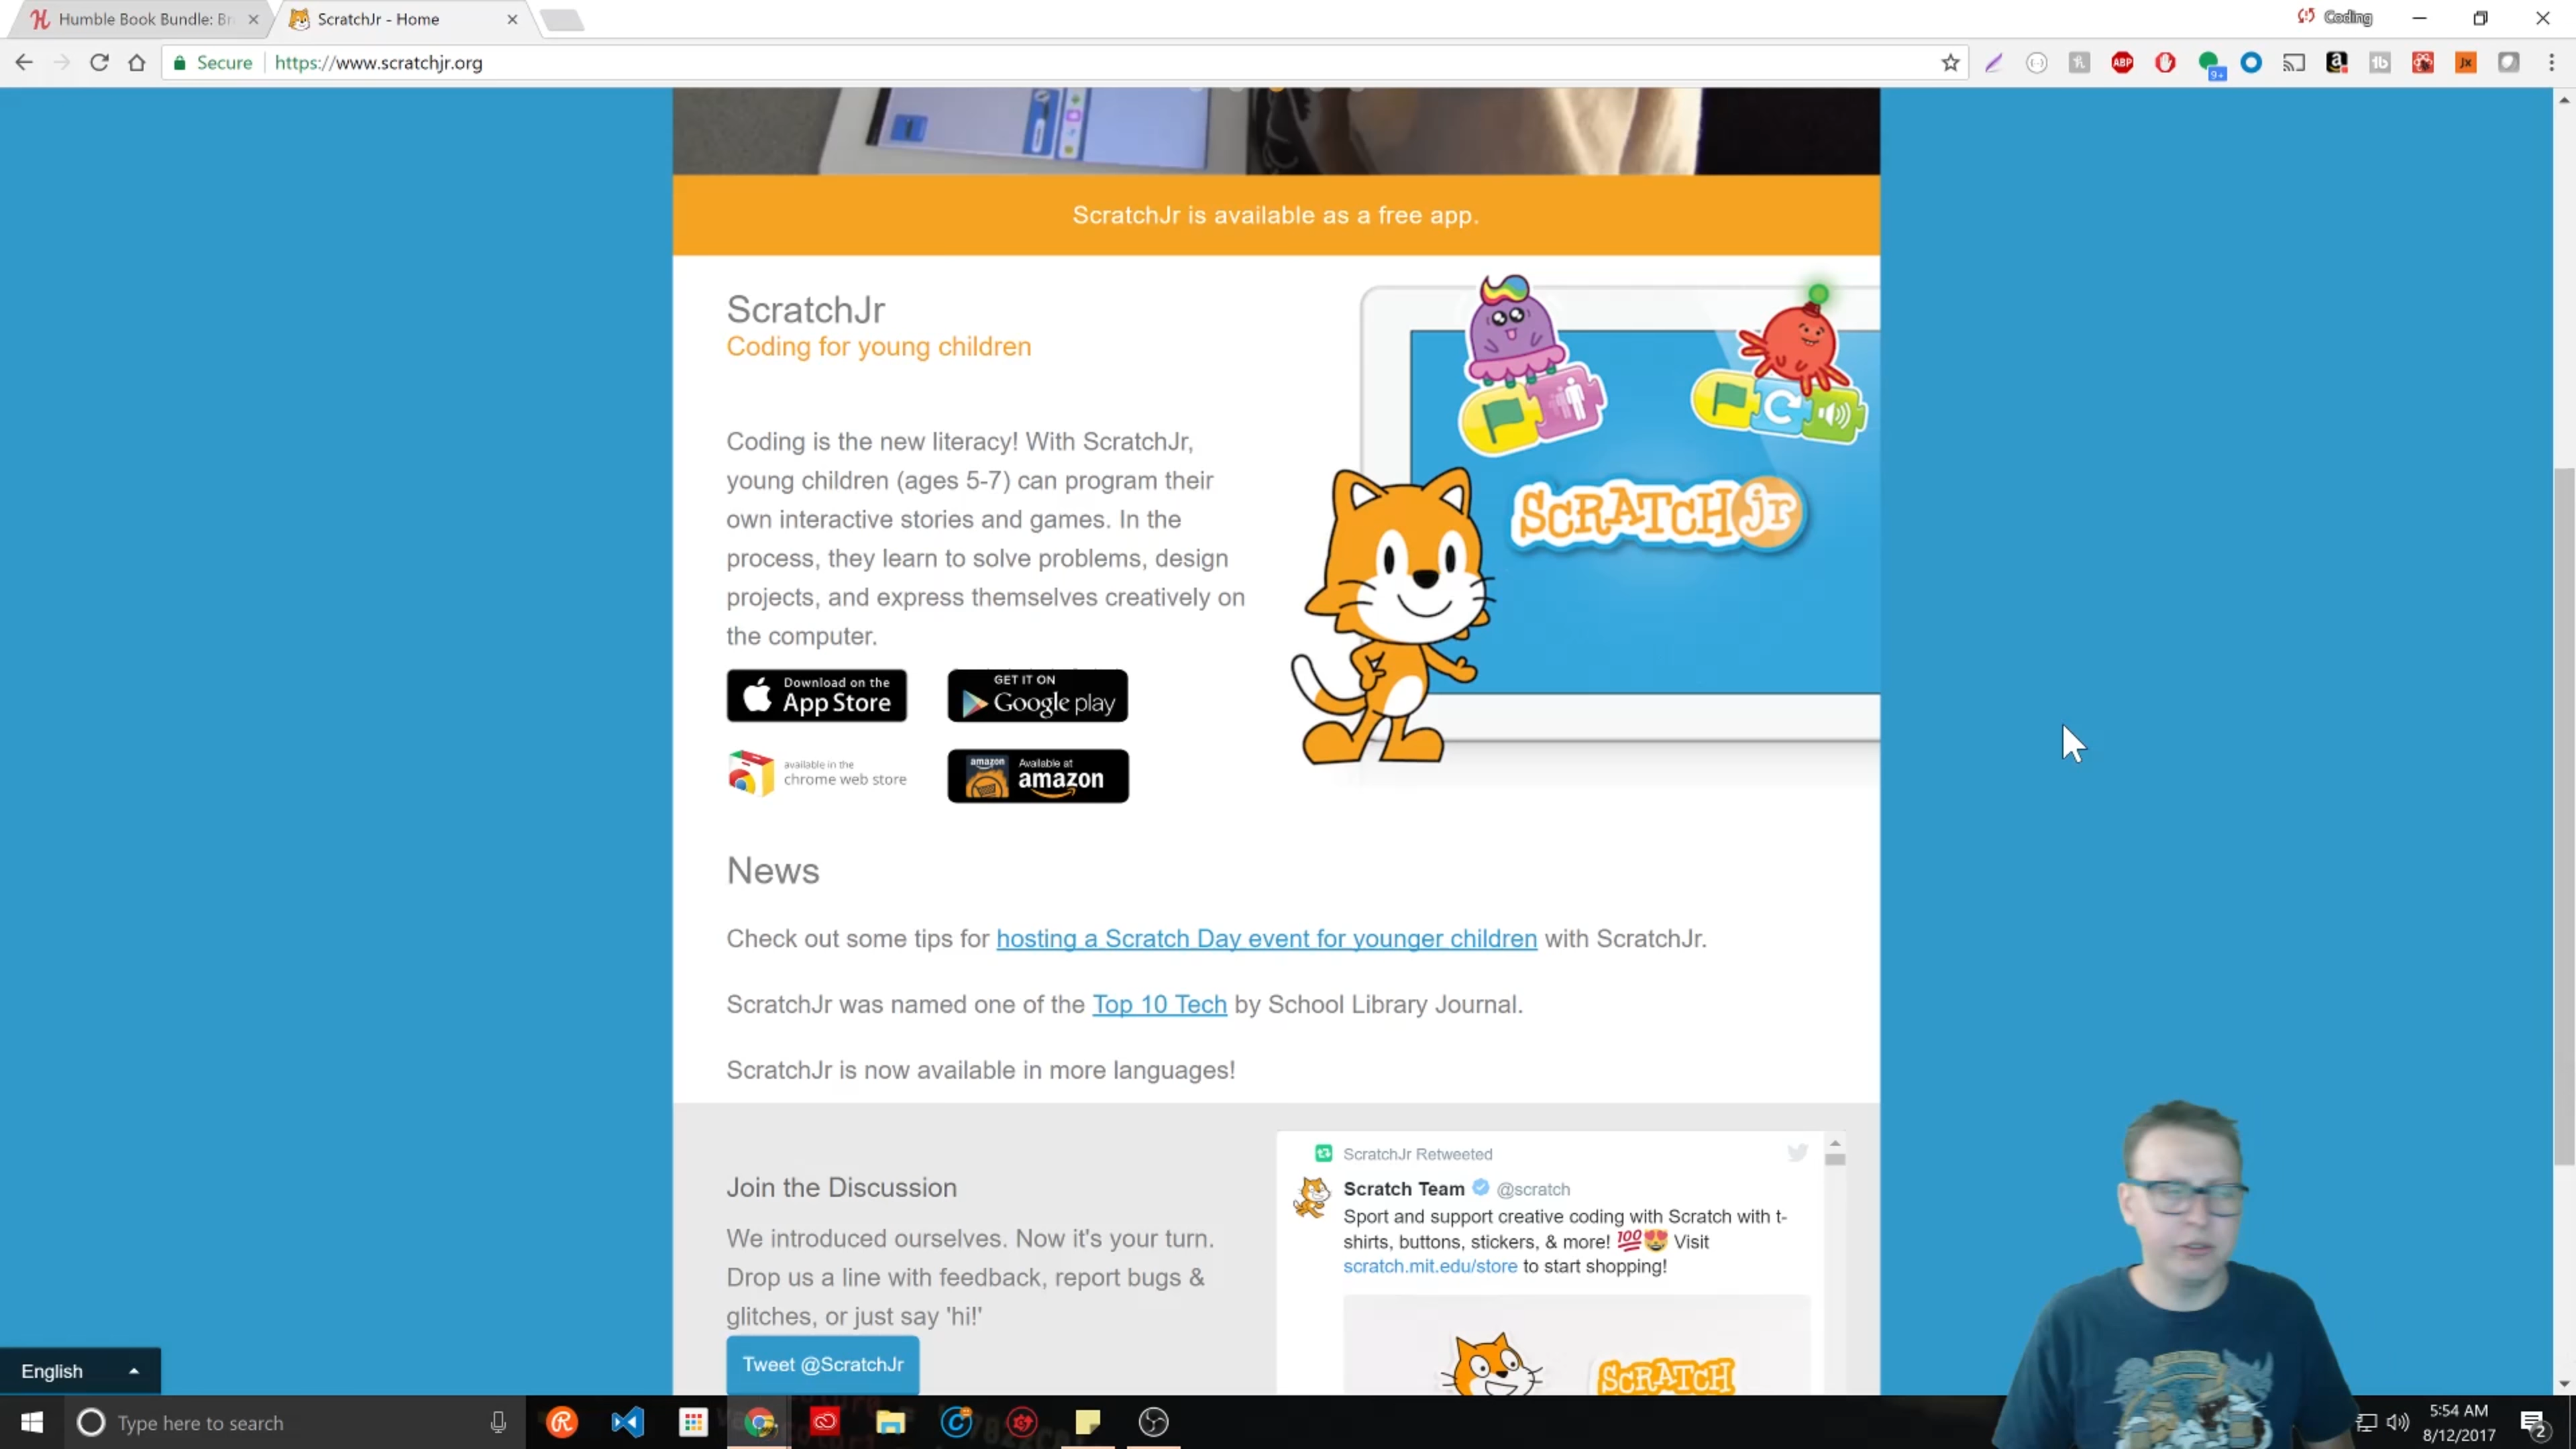 Humble Book Bundle: Br
ScratchJr - Home
Coding
Secure
https://www.scratchjr.org
ABP
9+
JX
ScratchJr is available as a free app.
ScratchJr
Coding for young children
Coding is the new literacy! With ScratchJr,
young children (ages 5-7) can program their
own interactive stories and games. In the
process, they learn to solve problems, design
projects, and express themselves creatively on
the computer.
SCRATCH jr
Download on the
App Store
GET IT ON
Google play
available in the
chrome web store
amazon
Available at
amazon
News
Check out some tips for hosting a Scratch Day event for younger children with ScratchJr.
ScratchJr was named one of the Top 10 Tech by School Library Journal.
ScratchJr is now available in more languages!
Join the Discussion
We introduced ourselves. Now it's your turn.
Drop us a line with feedback, report bugs &
glitches, or just say 'hi!'
Tweet @ScratchJr
ScratchJr Retweeted
Scratch Team @scratch
Sport and support creative coding with Scratch with t-
shirts, buttons, stickers, & more! 💯😍 Visit
scratch.mit.edu/store to start shopping!
SCRATCH
English
Type here to search
5:54 AM
8/12/2017
2